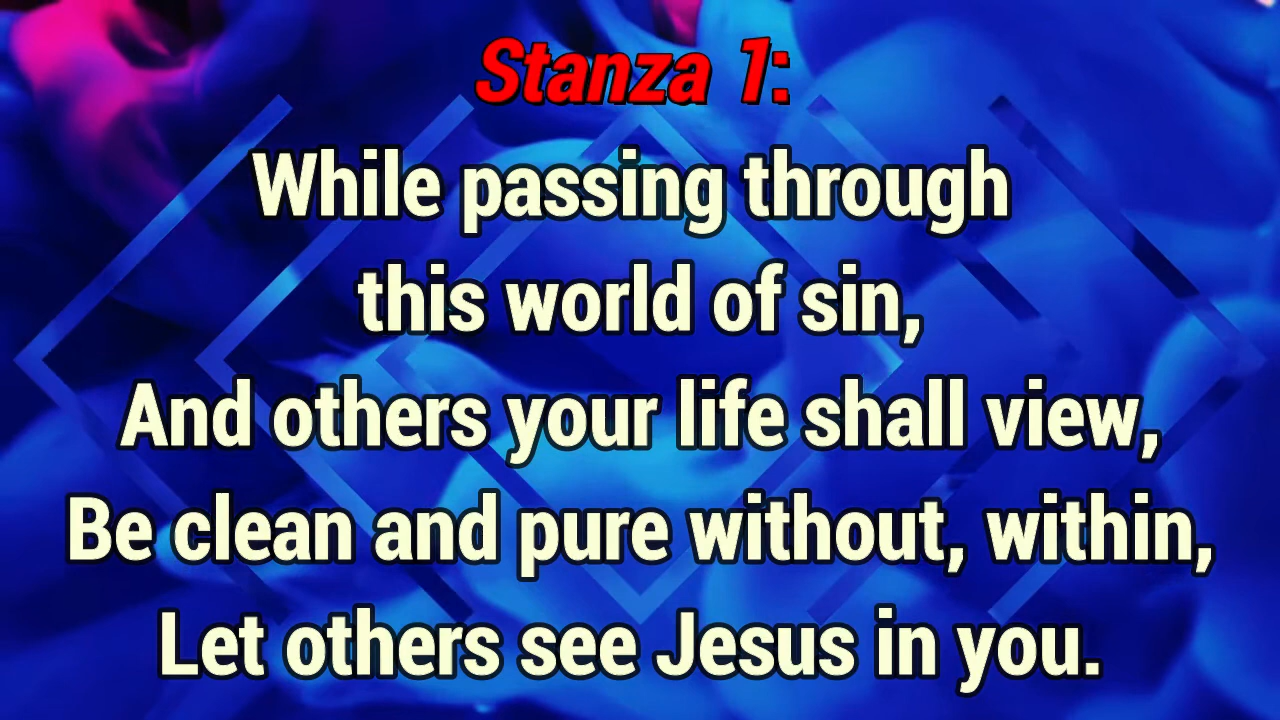 Stanza 1:
While passing through
this world of sin,
And others your life shall view,
Be clean and pure without, within,
Let others see Jesus in you.